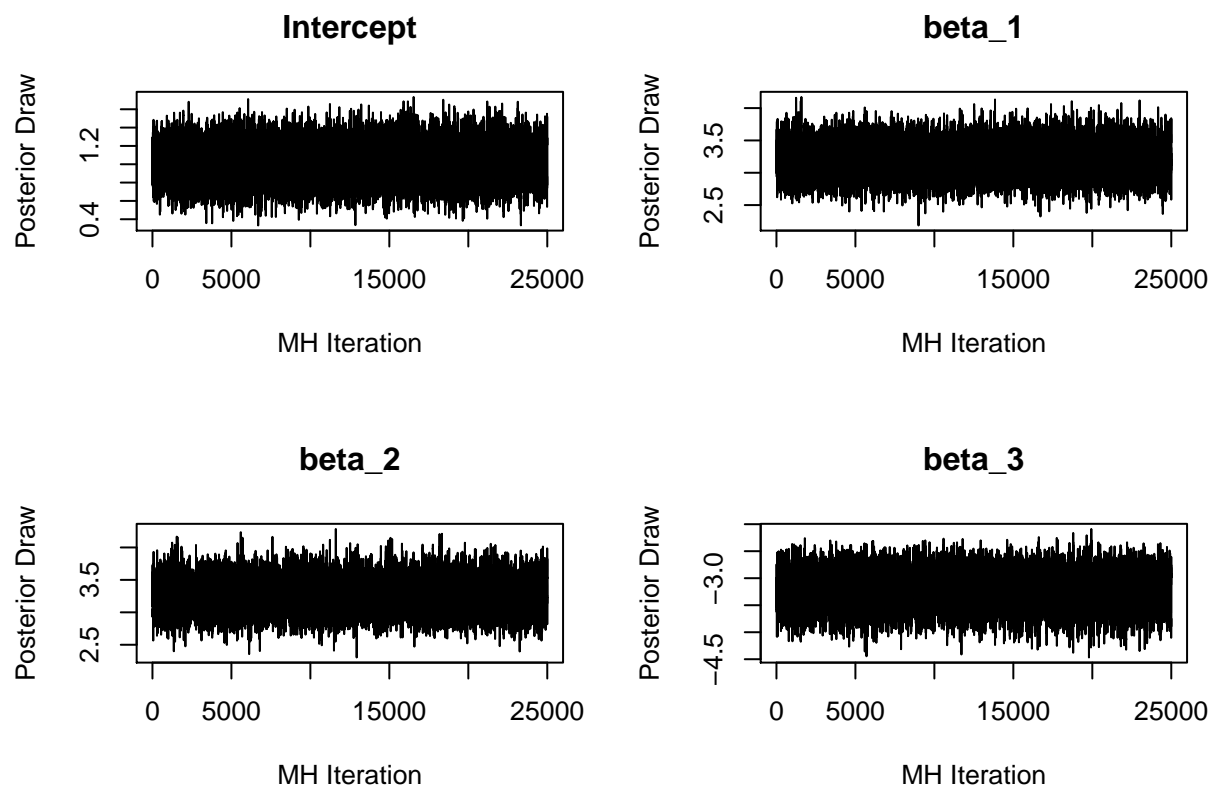 Intercept
Posterior Draw
0.4 1.2
0 5000 15000 25000
MH Iteration
beta_1
Posterior Draw
2.5 3.5
0 5000 15000 25000
MH Iteration
beta_2
Posterior Draw
2.5 3.5
0 5000 15000 25000
MH Iteration
beta_3
Posterior Draw
−4.5 −3.0
0 5000 15000 25000
MH Iteration